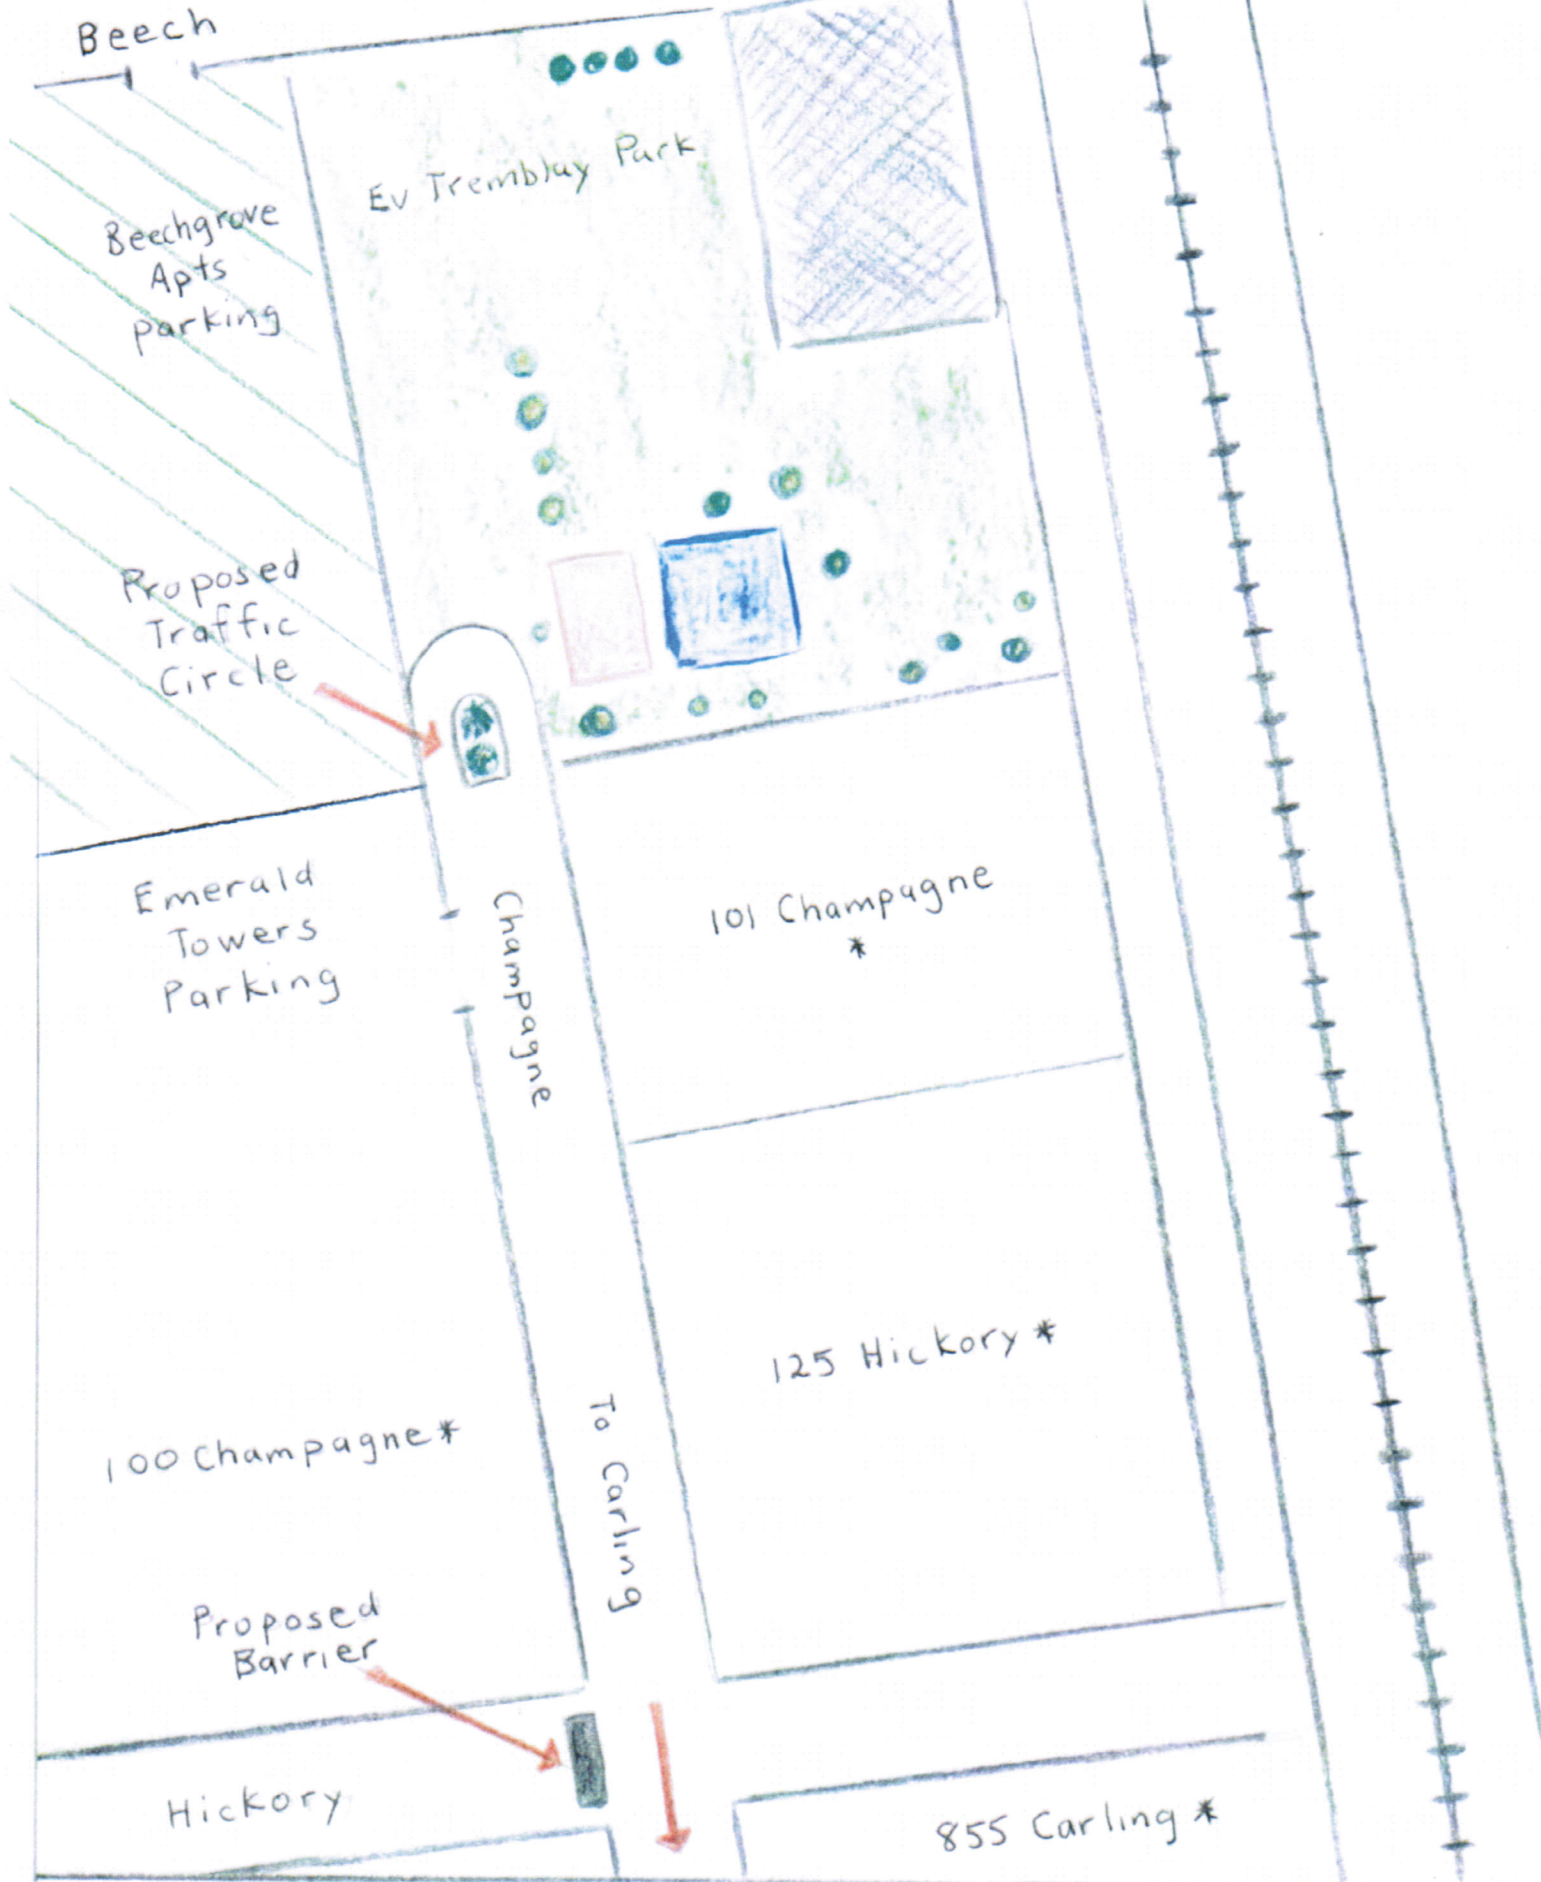 Beech
Ev Tremblay Park
Beechgrove
Apts
parking
Proposed
Traffic
Circle
Emerald
Towers
Parking
Champagne
101 Champagne
*
125 Hickory *
100 Champagne *
To Carling
Proposed
Barrier
Hickory
855 Carling *